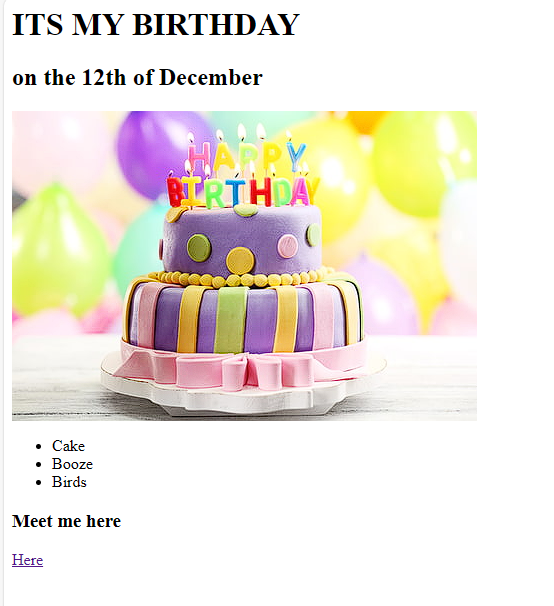 ITS MY BIRTHDAY
on the 12th of December
HAPPY
BIRTHDAY
Cake
Booze
Birds
Meet me here
Here